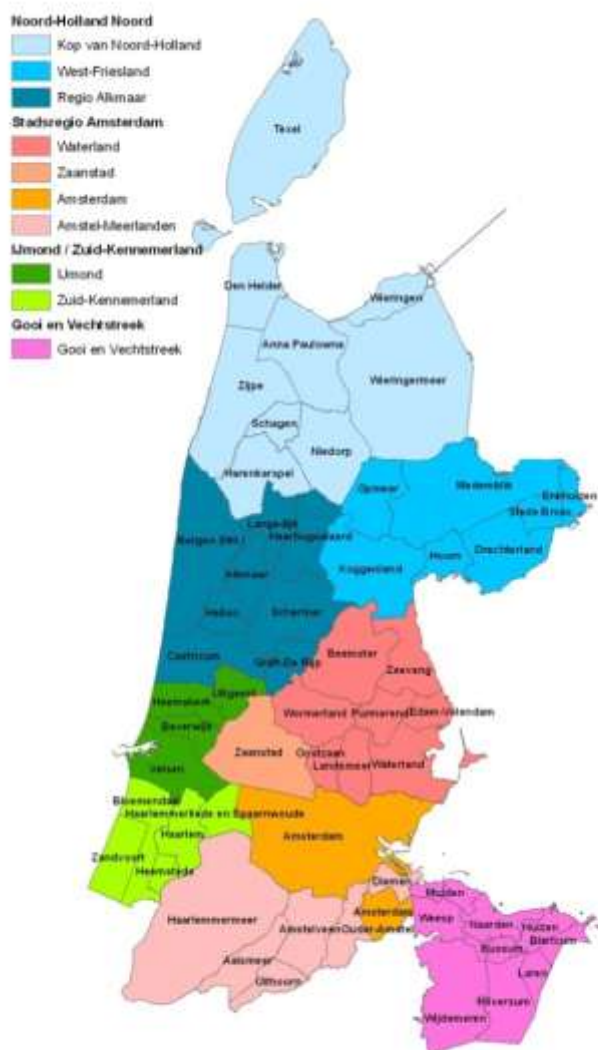 Noord-Holland Noord
Kop van Noord-Holland
West-Friesland
Regio Alkmaar
Stadsregio Amsterdam
Waterland
Zaanstad
Amsterdam
Amstel-Meerlanden
IJmond / Zuid-Kennemerland
IJmond
Zuid-Kennemerland
Gooi en Vechtstreek
Gooi en Vechtstreek
Texel
Den Helder
Wieringen
Anna Paulowna
Wieringermeer
Zijpe
Schagen
Niedorp
Harenkarspel
Opmeer
Medemblik
Enkhuizen
Stede Broec
Langedijk
Heerhugowaard
Bergen (NH.)
Drechterland
Hoorn
Koggenland
Alkmaar
Heiloo
Schermer
Castricum
Graft-De Rijp
Beemster
Zeevang
Uitgeest
Heemskerk
Beverwijk
Wormerland
Purmerend
Edam-Volendam
Zaanstad
Oostzaan
Landsmeer
Waterland
Velsen
Bloemendaal
Haarlemmerliede en Spaarnwoude
Haarlem
Amsterdam
Zandvoort
Heemstede
Diemen
Muiden
Haarlemmermeer
Amsterdam
Weesp
Naarden
Huizen
Amstelveen
Ouder-Amstel
Bussum
Blaricum
Aalsmeer
Laren
Uithoorn
Hilversum
Wijdemeren